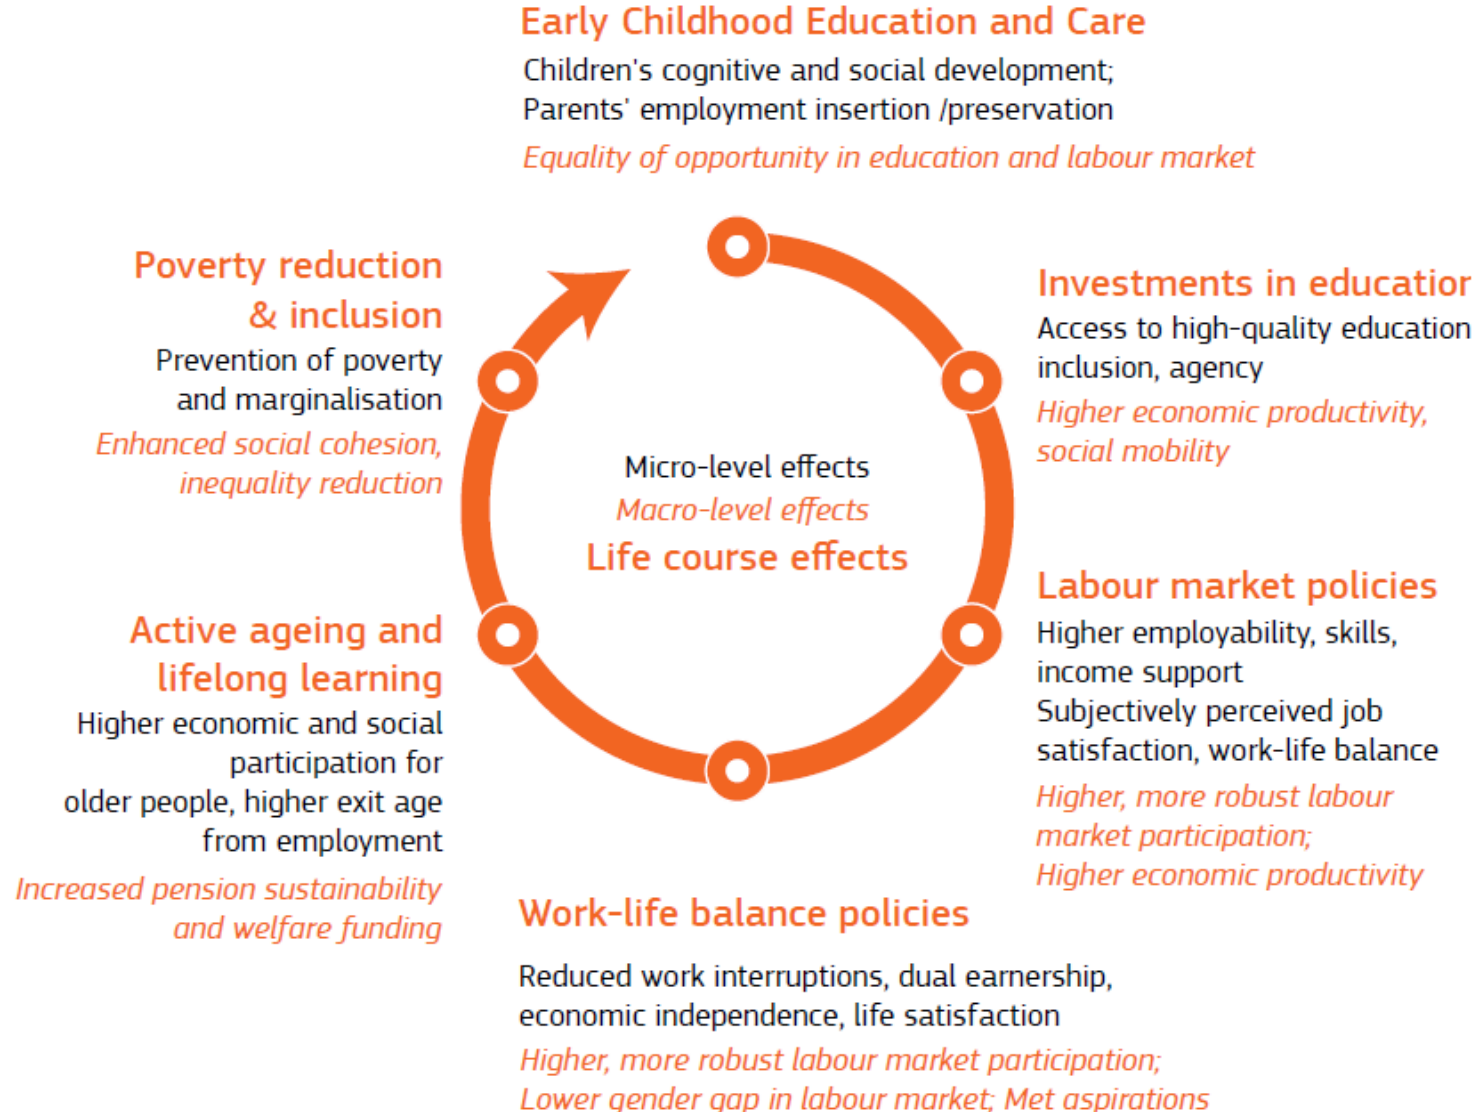 Early Childhood Education and Care
Children's cognitive and social development;
Parents' employment insertion /preservation
Equality of opportunity in education and labour market
Investments in education
Access to high-quality education
inclusion, agency
Higher economic productivity,
social mobility
Labour market policies
Higher employability, skills,
income support
Subjectively perceived job
satisfaction, work-life balance
Higher, more robust labour
market participation;
Higher economic productivity
Work-life balance policies
Reduced work interruptions, dual earnership,
economic independence, life satisfaction
Higher, more robust labour market participation;
Lower gender gap in labour market; Met aspirations
Active ageing and
lifelong learning
Higher economic and social
participation for
older people, higher exit age
from employment
Increased pension sustainability
and welfare funding
Poverty reduction
& inclusion
Prevention of poverty
and marginalisation
Enhanced social cohesion,
inequality reduction
Micro-level effects
Macro-level effects
Life course effects